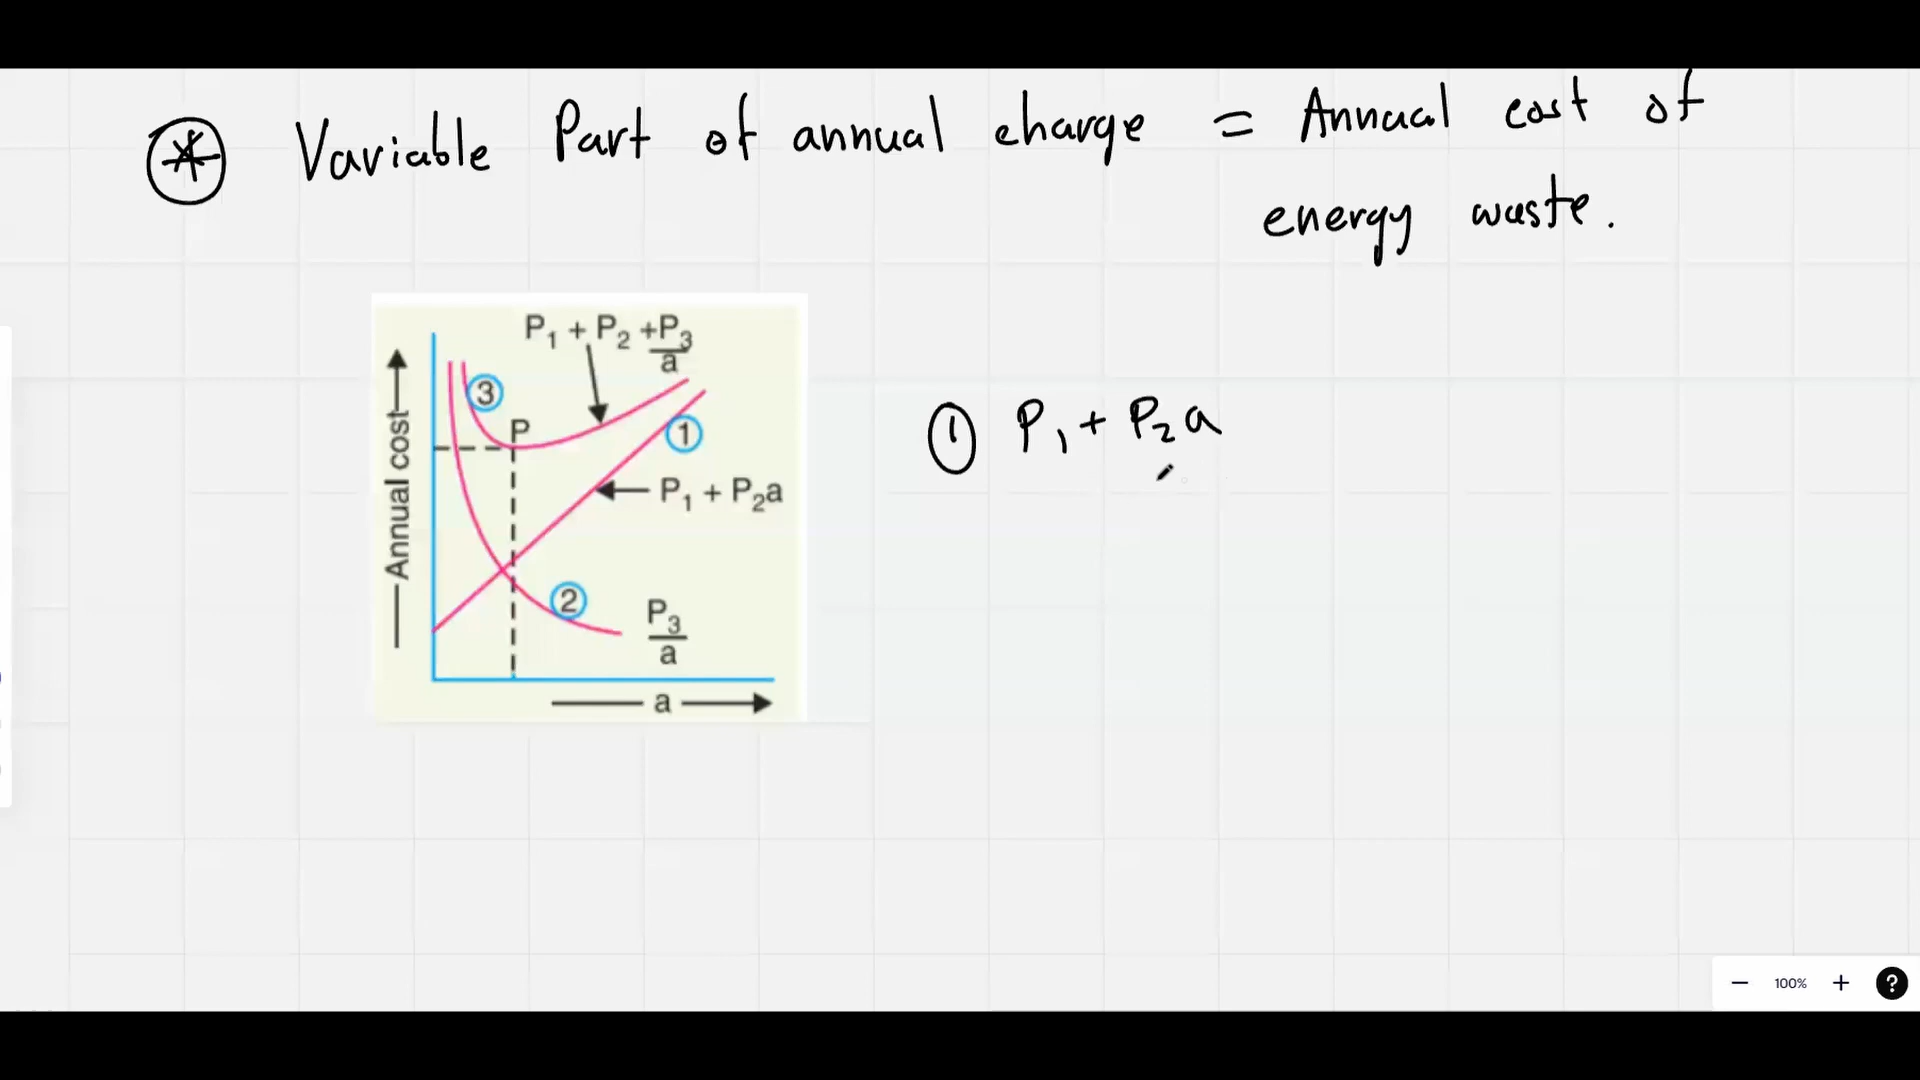 Variable Part of annual charge = Annual cost of
energy waste.
P₁ + P₂ + P₃/a
③
P
①
Annual cost
P₁ + P₂a
②
P₃/a
a
① P₁ + P₂a
100%
?